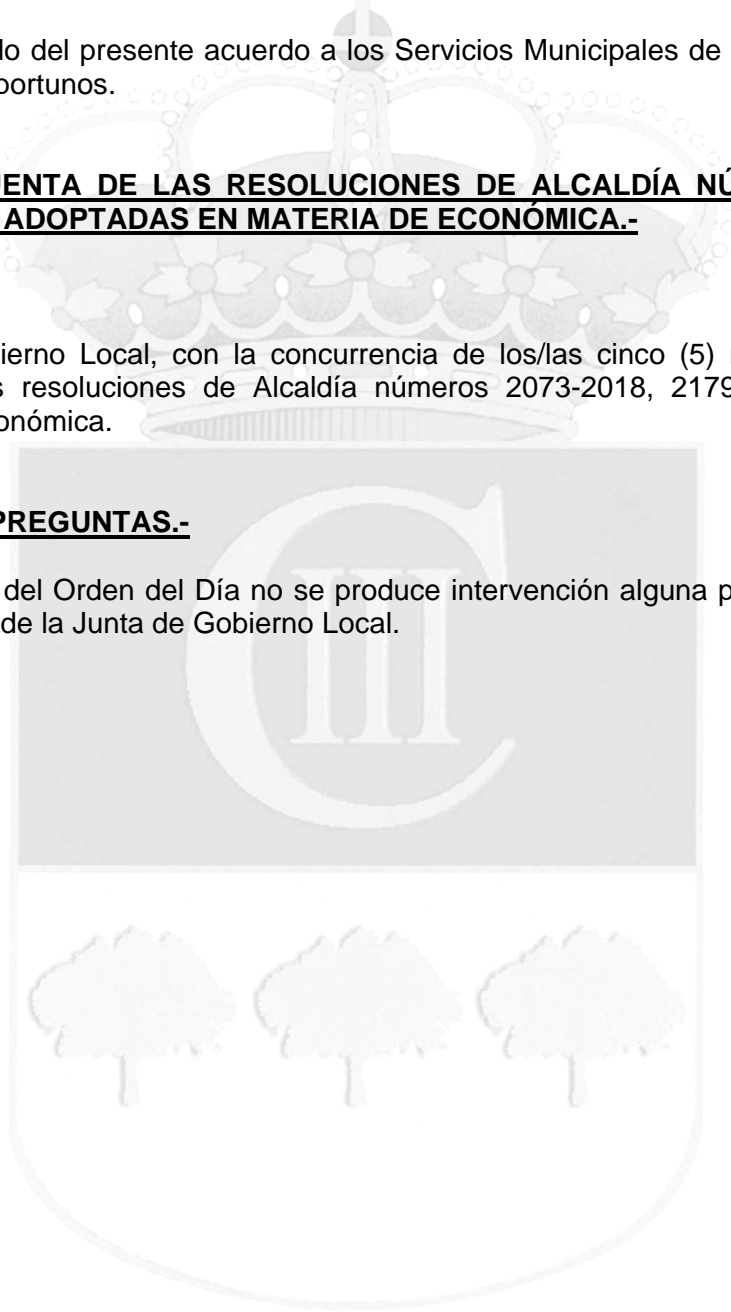 lo del presente acuerdo a los Servicios Municipales de
portunos.
ENTA DE LAS RESOLUCIONES DE ALCALDÍA NÚ
ADOPTADAS EN MATERIA DE ECONÓMICA.-
ierno Local, con la concurrencia de los/las cinco (5)
s resoluciones de Alcaldía números 2073-2018, 2179
onómica.
PREGUNTAS.-
del Orden del Día no se produce intervención alguna p
de la Junta de Gobierno Local.
CIII